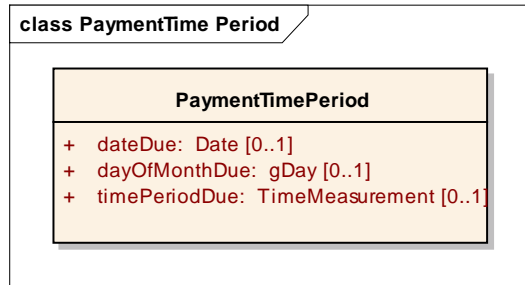 class PaymentTime Period
PaymentTimePeriod
+ dateDue: Date [0..1]
+ dayOfMonthDue: gDay [0..1]
+ timePeriodDue: TimeMeasurement [0..1]